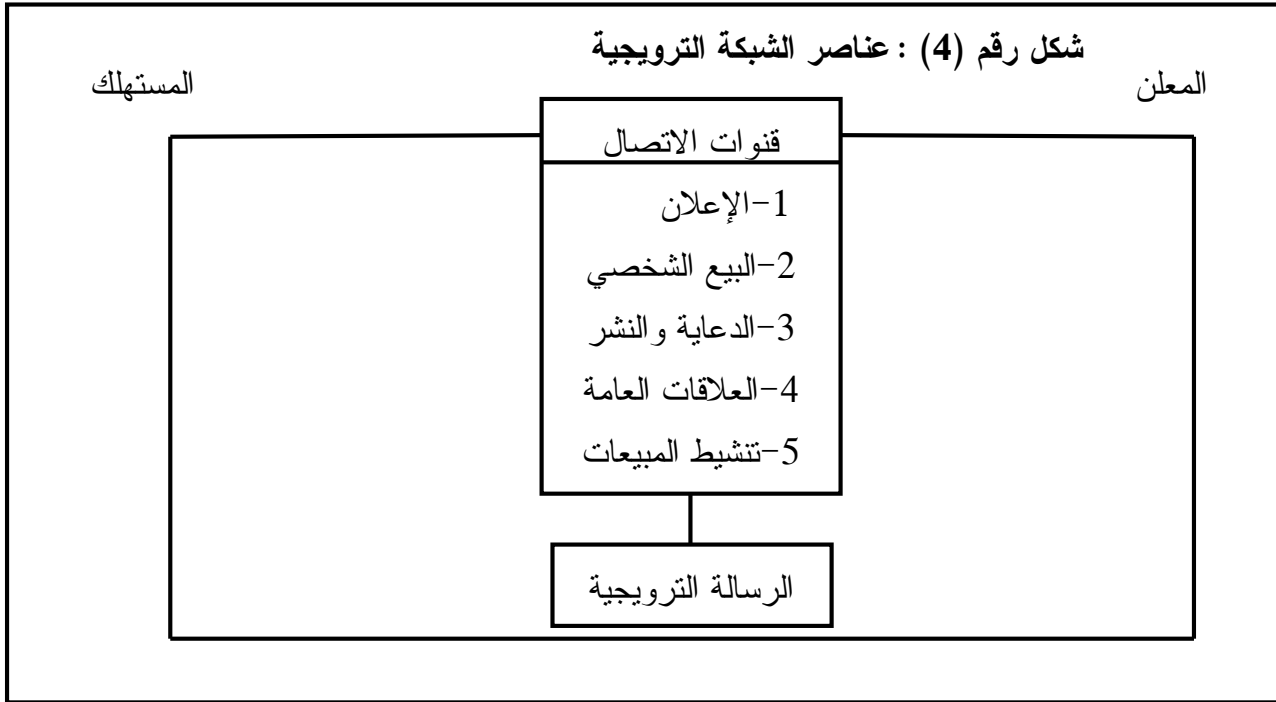 شكل رقم (4) : عناصر الشبكة الترويجية
المعلن
المستهلك
قنوات الاتصال
1-الإعلان
2-البيع الشخصي
3-الدعاية والنشر
4-العلاقات العامة
5-تتشيط المبيعات
الرسالة الترويجية